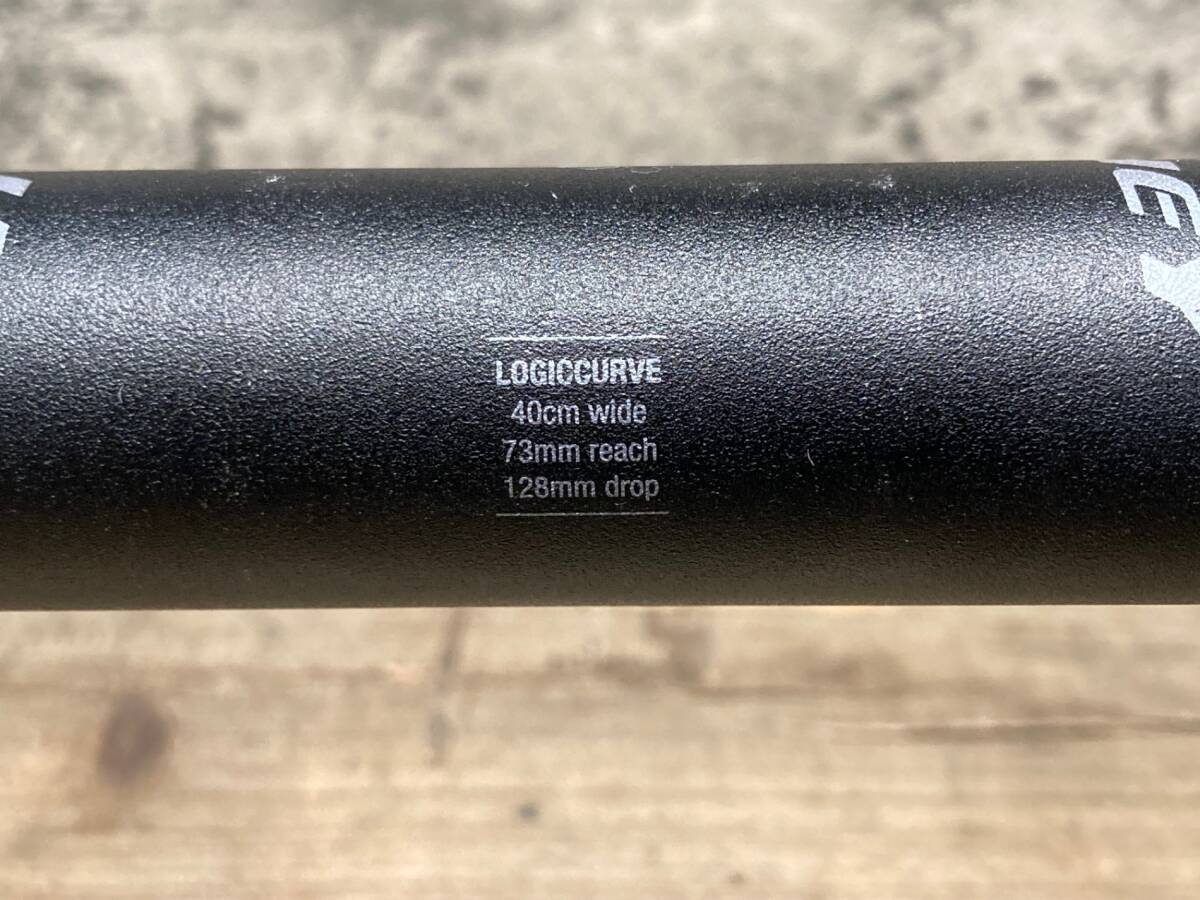 LOGICCURVE
40cm wide
73mm reach
128mm drop